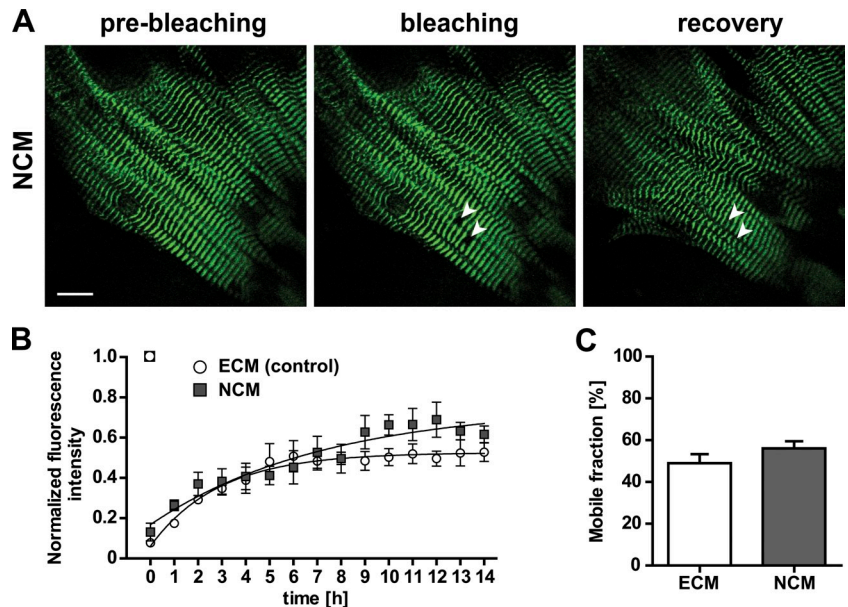 A
pre-bleaching
bleaching
recovery
NCM
B
Normalized fluorescence
intensity
1.0
0.8
0.6
0.4
0.2
0
ECM (control)
NCM
0 1 2 3 4 5 6 7 8 9 10 11 12 13 14
time [h]
C
Mobile fraction [%]
100
80
60
40
20
0
ECM NCM